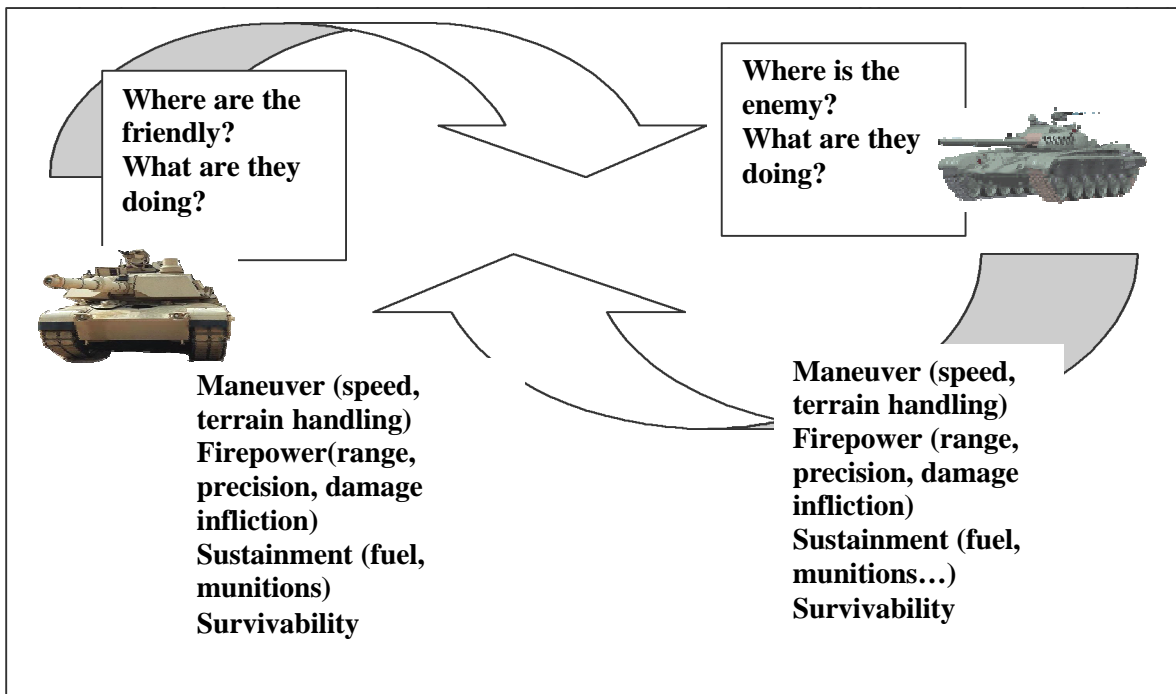 Where are the
friendly?
What are they
doing?
Where is the
enemy?
What are they
doing?
Maneuver (speed,
terrain handling)
Firepower(range,
precision, damage
infliction)
Sustainment (fuel,
munitions)
Survivability
Maneuver (speed,
terrain handling)
Firepower (range,
precision, damage
infliction)
Sustainment (fuel,
munitions…)
Survivability